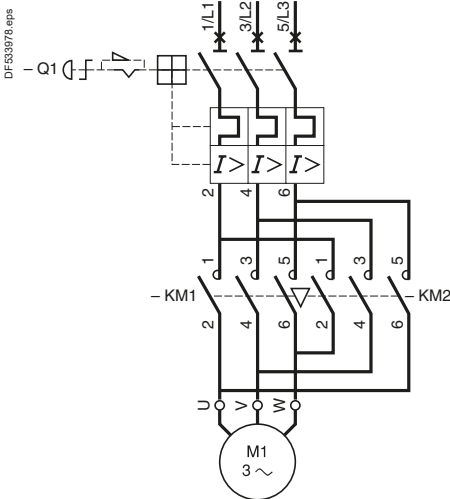 DF533978.eps
1/L1 3/L2 5/L3
– Q1
I> I> I>
2 4 6
1 3 5 1 3 5
– KM1 – KM2
2 4 6 2 4 6
U V W
M1
3 ~